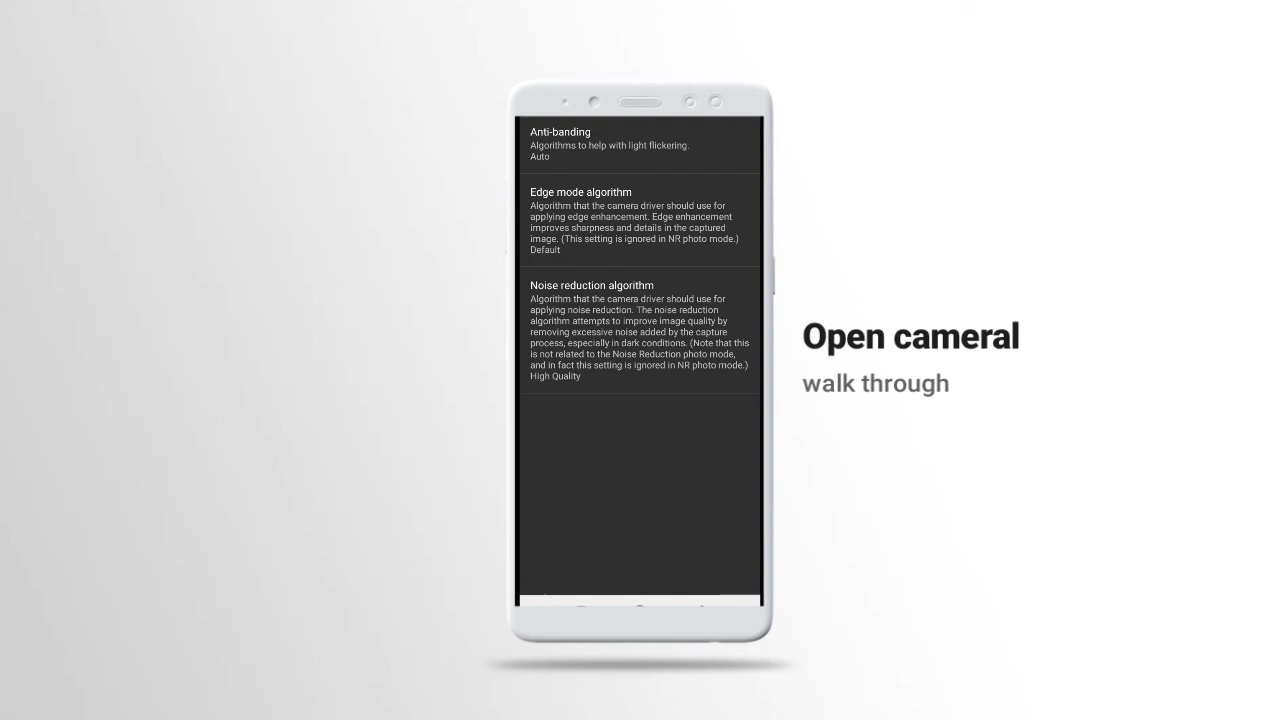 Anti-banding
Algorithms to help with light flickering.
Auto
Edge mode algorithm
Algorithm that the camera driver should use for
applying edge enhancement. Edge enhancement
improves sharpness and details in the captured
image. (This setting is ignored in NR photo mode.)
Default
Noise reduction algorithm
Algorithm that the camera driver should use for
applying noise reduction. The noise reduction
algorithm attempts to improve image quality by
removing excessive noise added by the capture
process, especially in dark conditions. (Note that this
is not related to the Noise Reduction photo mode,
and in fact this setting is ignored in NR photo mode.)
High Quality
Open cameral
walk through